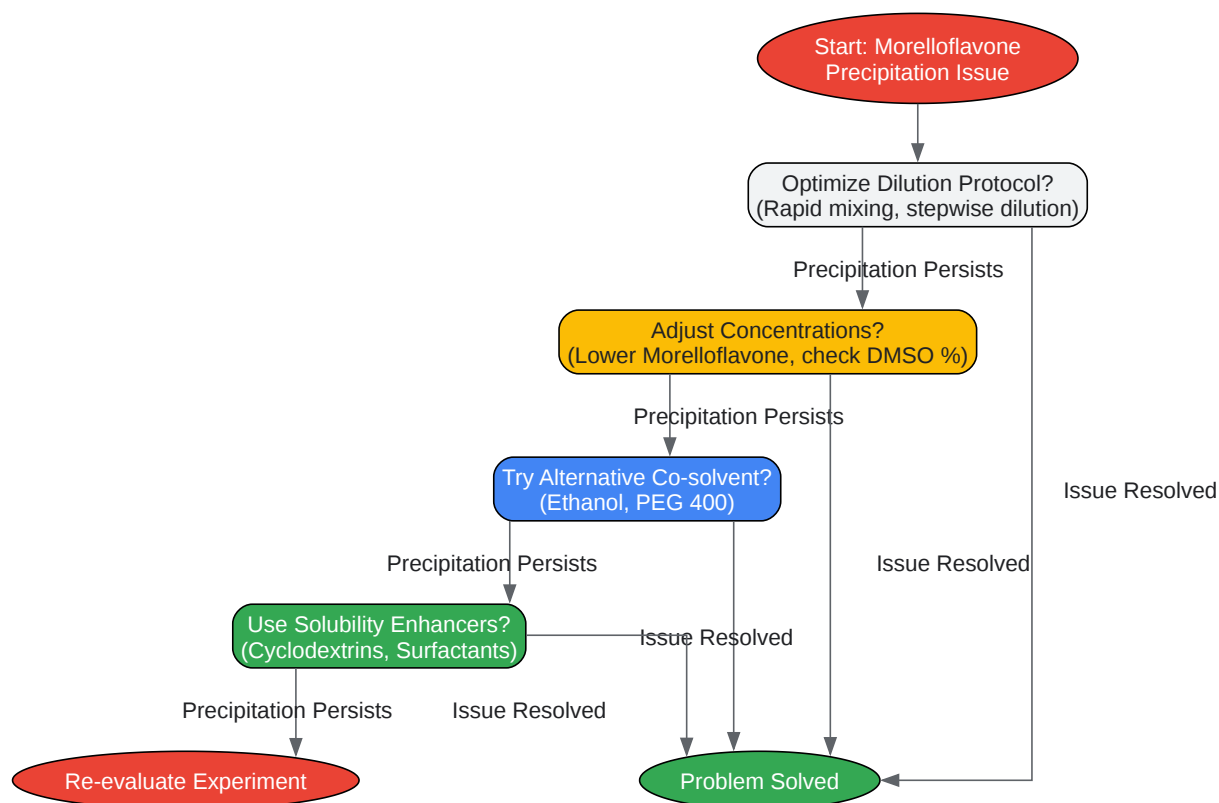 Start: Morelloflavone
Precipitation Issue
Optimize Dilution Protocol?
(Rapid mixing, stepwise dilution)
Precipitation Persists
Adjust Concentrations?
(Lower Morelloflavone, check DMSO %)
Precipitation Persists
Try Alternative Co-solvent?
(Ethanol, PEG 400)
Issue Resolved
Precipitation Persists
Issue Resolved
Use Solubility Enhancers?
(Cyclodextrins, Surfactants)
Issue Resolved
Precipitation Persists
Issue Resolved
Re-evaluate Experiment
Problem Solved